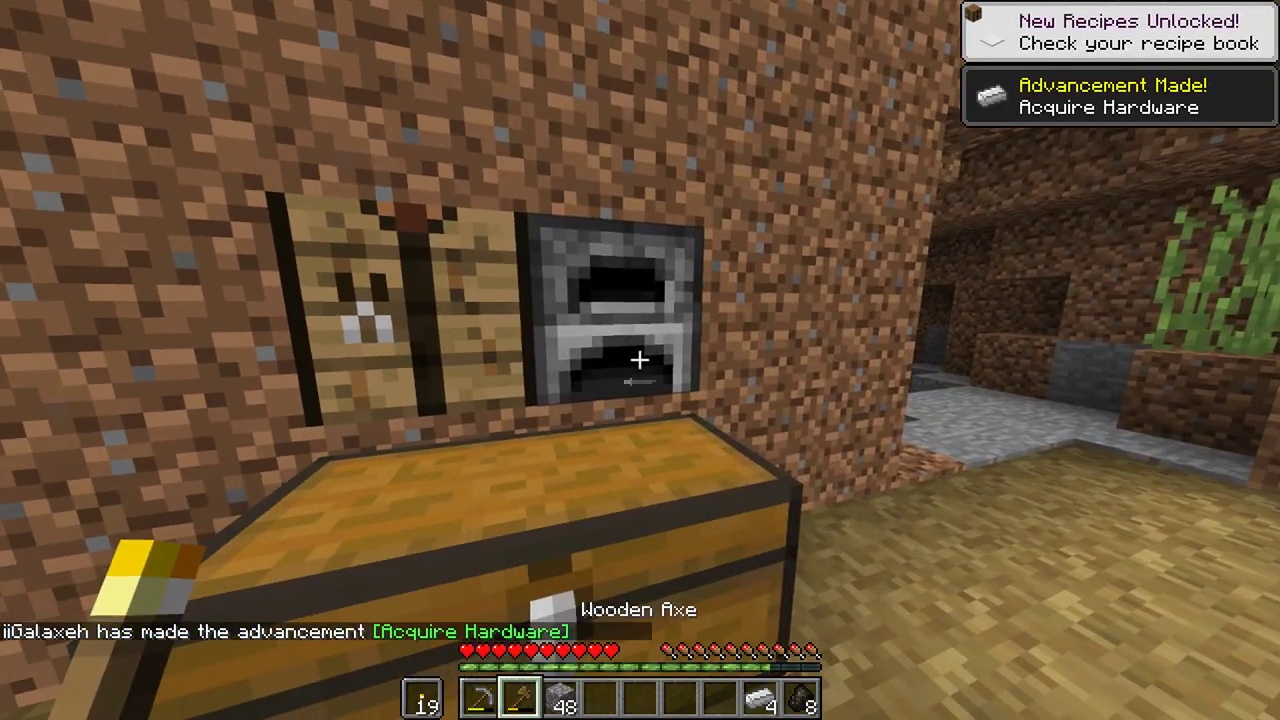 New Recipes Unlocked!
Check your recipe book
Advancement Made!
Acquire Hardware
Wooden Axe
iiGalaxeh has made the advancement [Acquire Hardware]
19
48
4
8